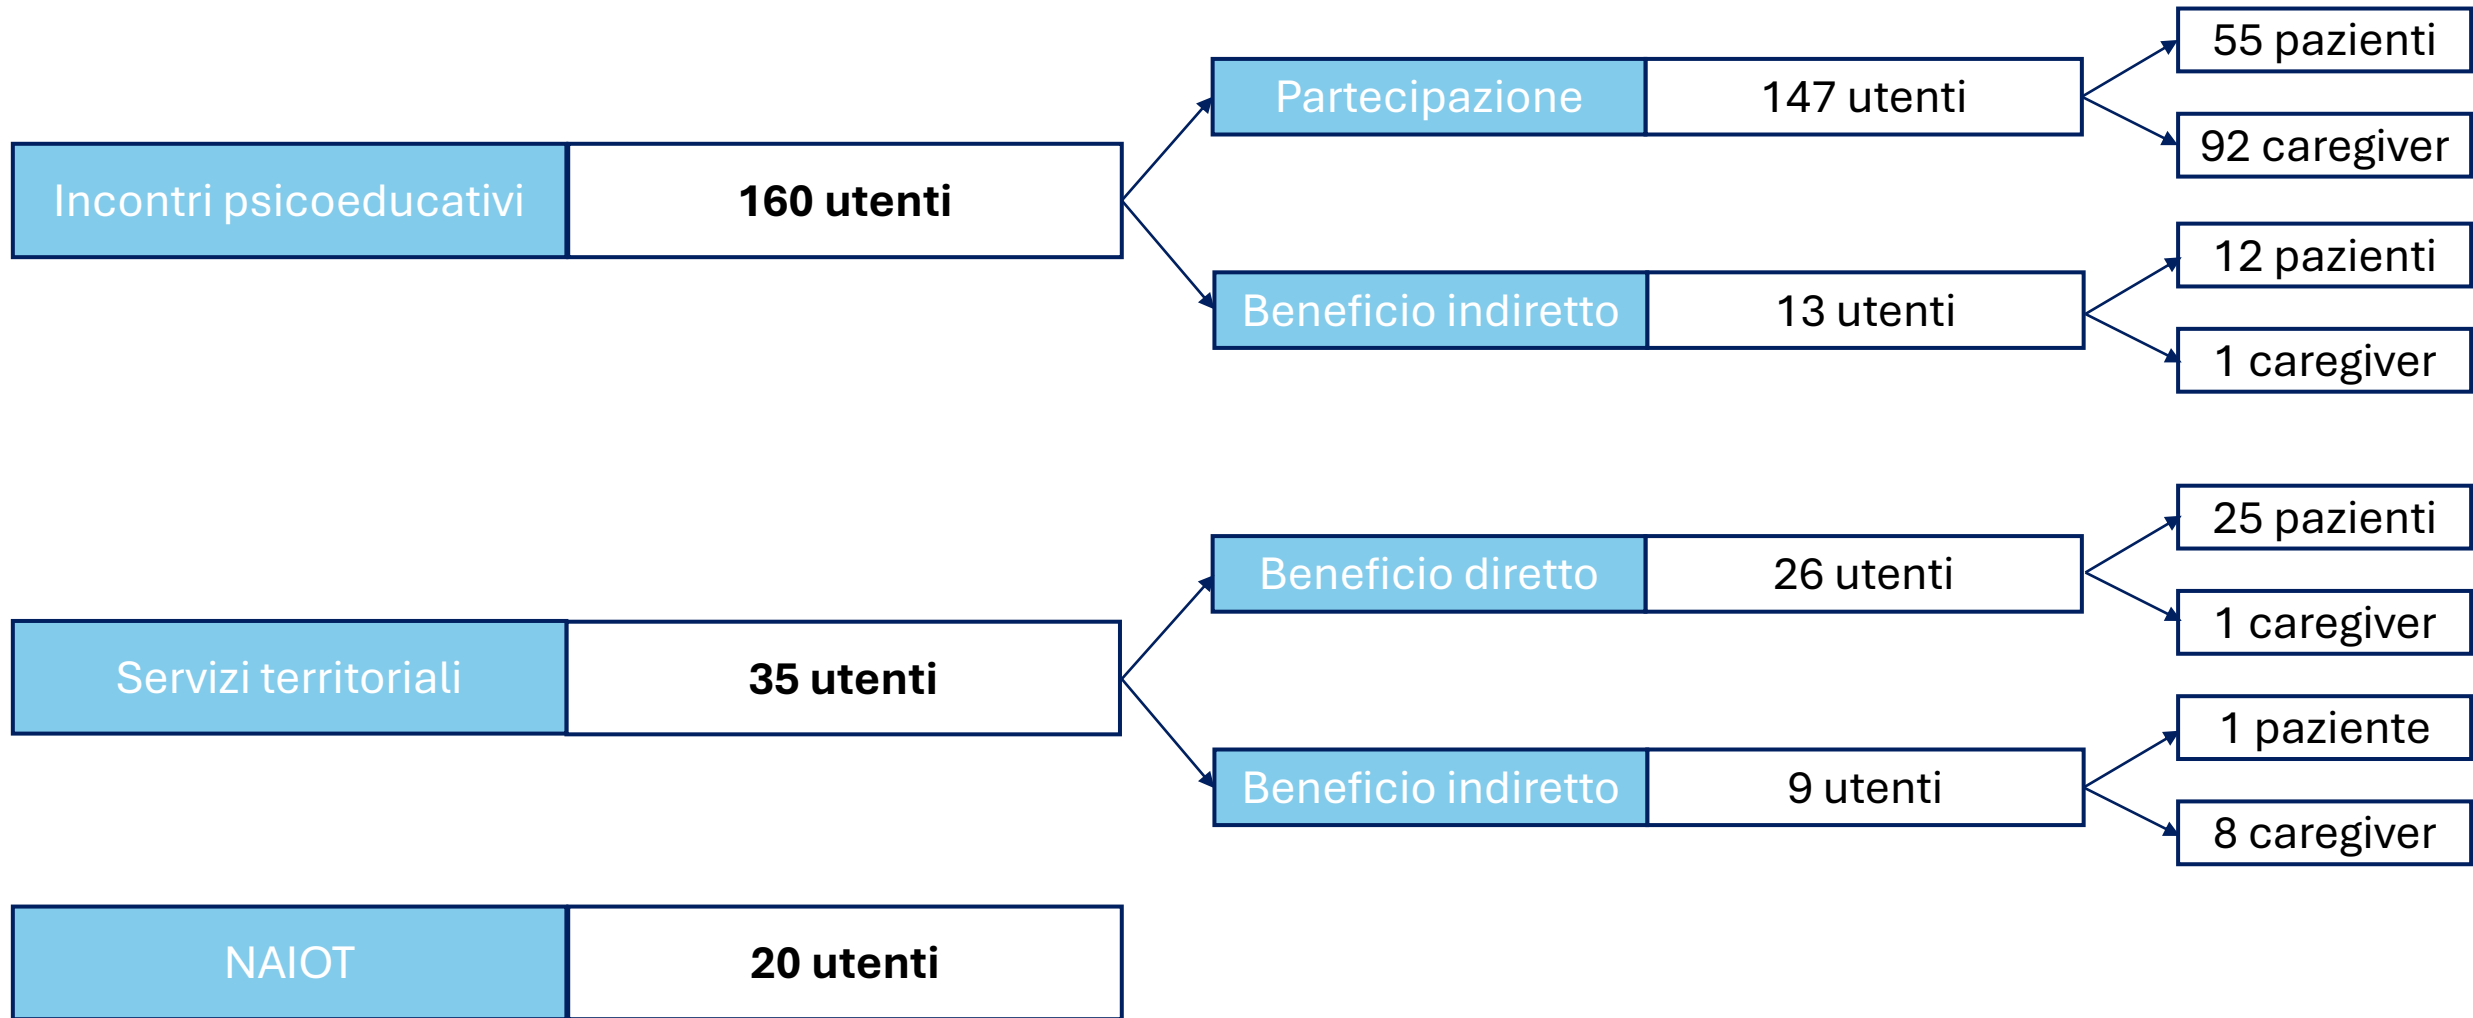 Incontri psicoeducativi
160 utenti
Partecipazione
147 utenti
55 pazienti
92 caregiver
Beneficio indiretto
13 utenti
12 pazienti
1 caregiver
Servizi territoriali
35 utenti
Beneficio diretto
26 utenti
25 pazienti
1 caregiver
Beneficio indiretto
9 utenti
1 paziente
8 caregiver
NAIOT
20 utenti